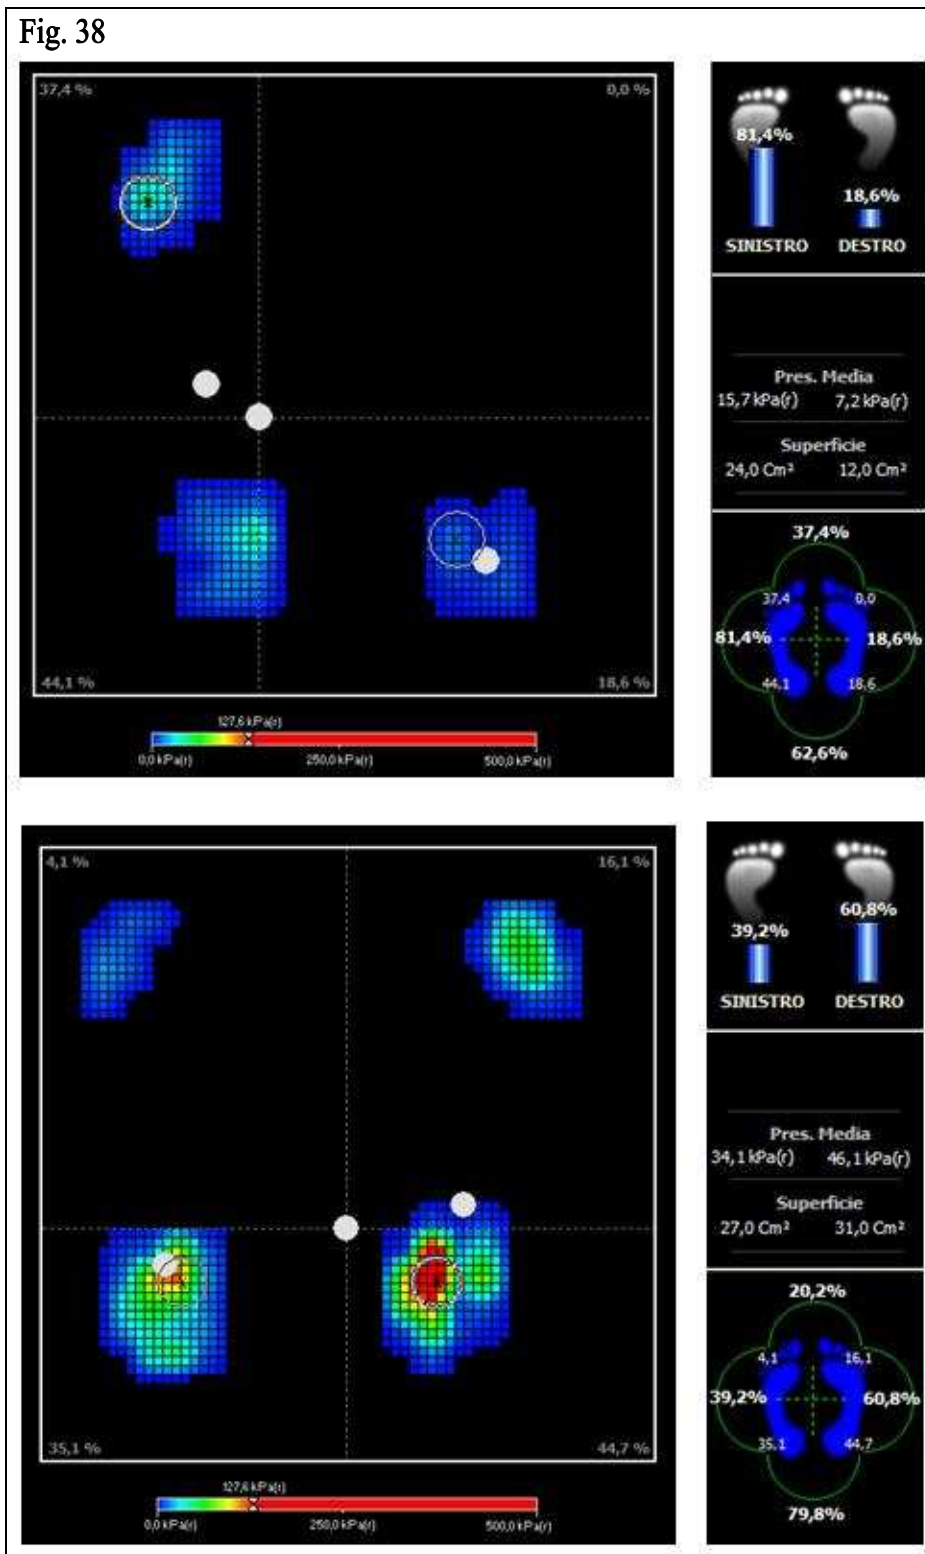 Fig. 38
37,4 %
0,0 %
44,1 %
18,6 %
127,6 kPa(r)
0,0 kPa(r)
250,0 kPa(r)
500,0 kPa(r)
81,4%
18,6%
SINISTRO
DESTRO
Pres. Media
15,7 kPa(r) 7,2 kPa(r)
Superficie
24,0 Cm² 12,0 Cm²
37,4%
37,4 0,0
81,4% 18,6%
44,1 18,6
62,6%
4,1 %
16,1 %
35,1 %
44,7 %
127,6 kPa(r)
0,0 kPa(r)
250,0 kPa(r)
500,0 kPa(r)
60,8%
39,2%
SINISTRO
DESTRO
Pres. Media
34,1 kPa(r) 46,1 kPa(r)
Superficie
27,0 Cm² 31,0 Cm²
20,2%
4,1 16,1
39,2% 60,8%
35,1 44,7
79,8%